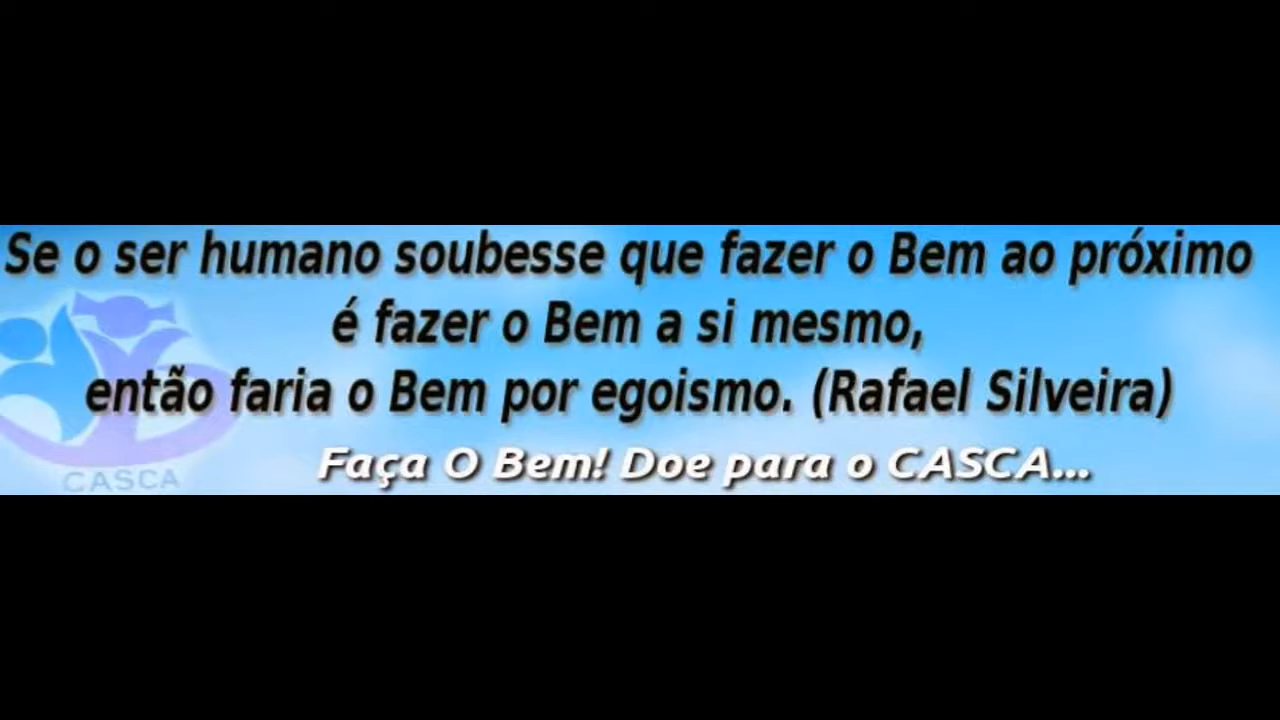 Se o ser humano soubesse que fazer o Bem ao próximo
é fazer o Bem a si mesmo,
então faria o Bem por egoismo. (Rafael Silveira)
Faça O Bem! Doe para o CASCA...
CASCA